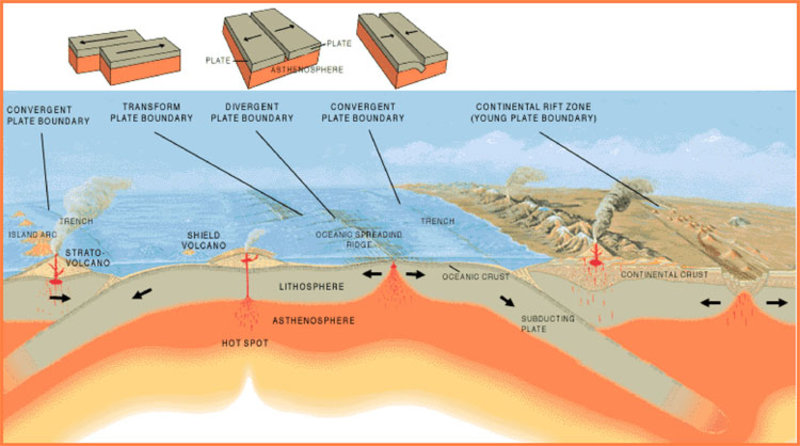 PLATE
PLATE
ASTHENOSPHERE
CONVERGENT
PLATE BOUNDARY
TRANSFORM
PLATE BOUNDARY
DIVERGENT
PLATE BOUNDARY
CONVERGENT
PLATE BOUNDARY
CONTINENTAL RIFT ZONE
(YOUNG PLATE BOUNDARY)
TRENCH
ISLAND ARC
STRATO-
VOLCANO
SHIELD
VOLCANO
OCEANIC SPREADING
RIDGE
TRENCH
OCEANIC CRUST
CONTINENTAL CRUST
LITHOSPHERE
ASTHENOSPHERE
HOT SPOT
SUBDUCTING
PLATE